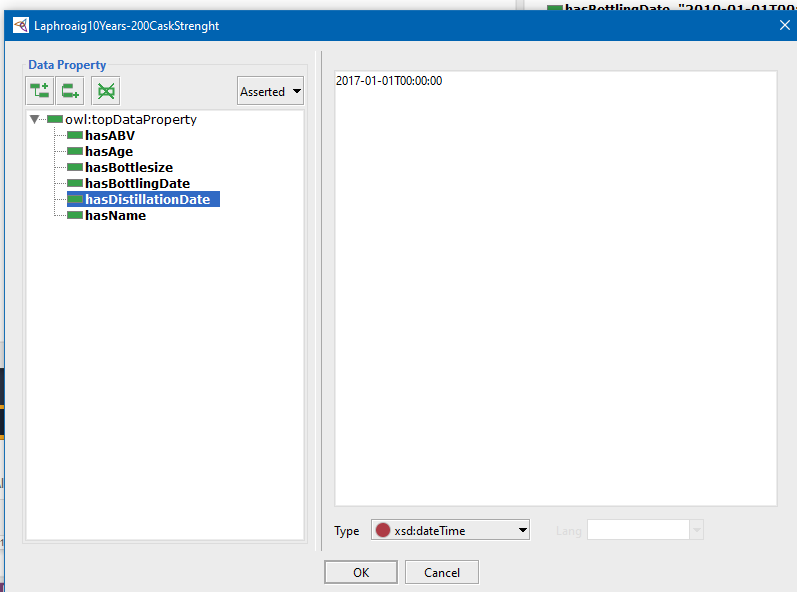 hasBottlingDate "2010-01-01T00:
Laphroaig10Years-200CaskStrenght
Data Property
Asserted
owl:topDataProperty
hasABV
hasAge
hasBottlesize
hasBottlingDate
hasDistillationDate
hasName
2017-01-01T00:00:00
Type
xsd:dateTime
Lang
OK
Cancel